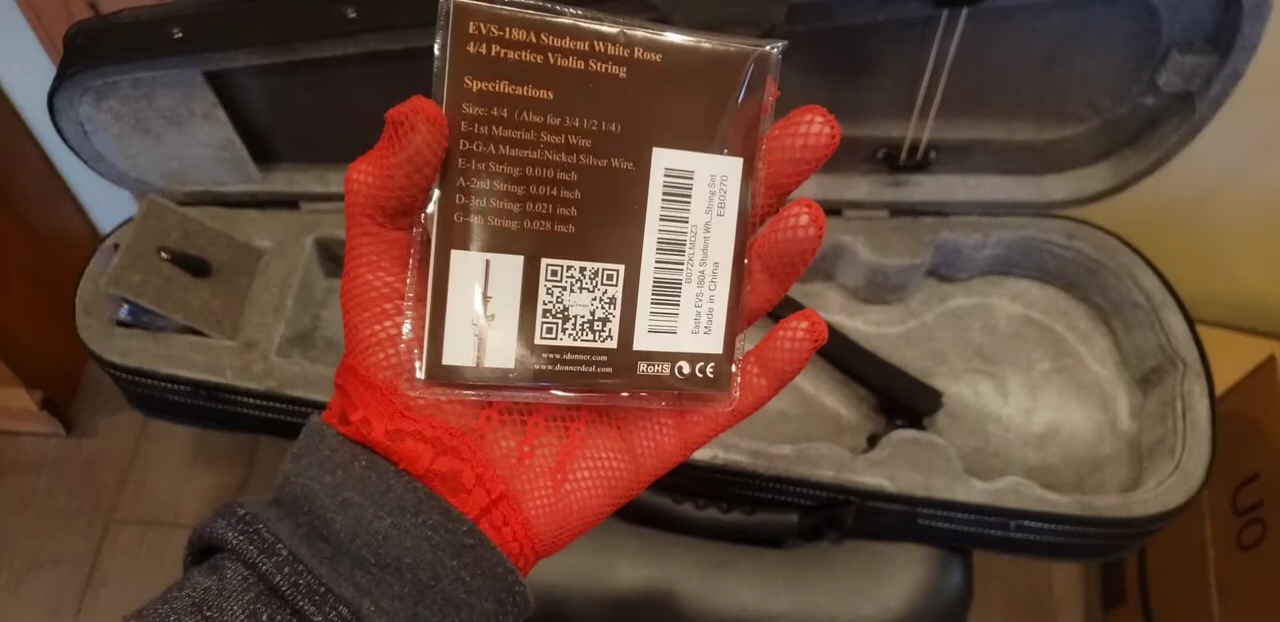 EVS-180A Student White Rose
4/4 Practice Violin String
Specifications
Size: 4/4 (Also for 3/4 1/2 1/4)
E-1st Material: Steel Wire
D-G-A Material:Nickel Silver Wire.
E-1st String: 0.010 inch
A-2nd String: 0.014 inch
D-3rd String: 0.021 inch
G-4th String: 0.028 inch
B07ZKLMDZ3
Eastar EVS-180A Student Wh...String Set
Made in China
EB0270
www.idonner.com
www.donnerdeal.com
RoHS
CE
UO